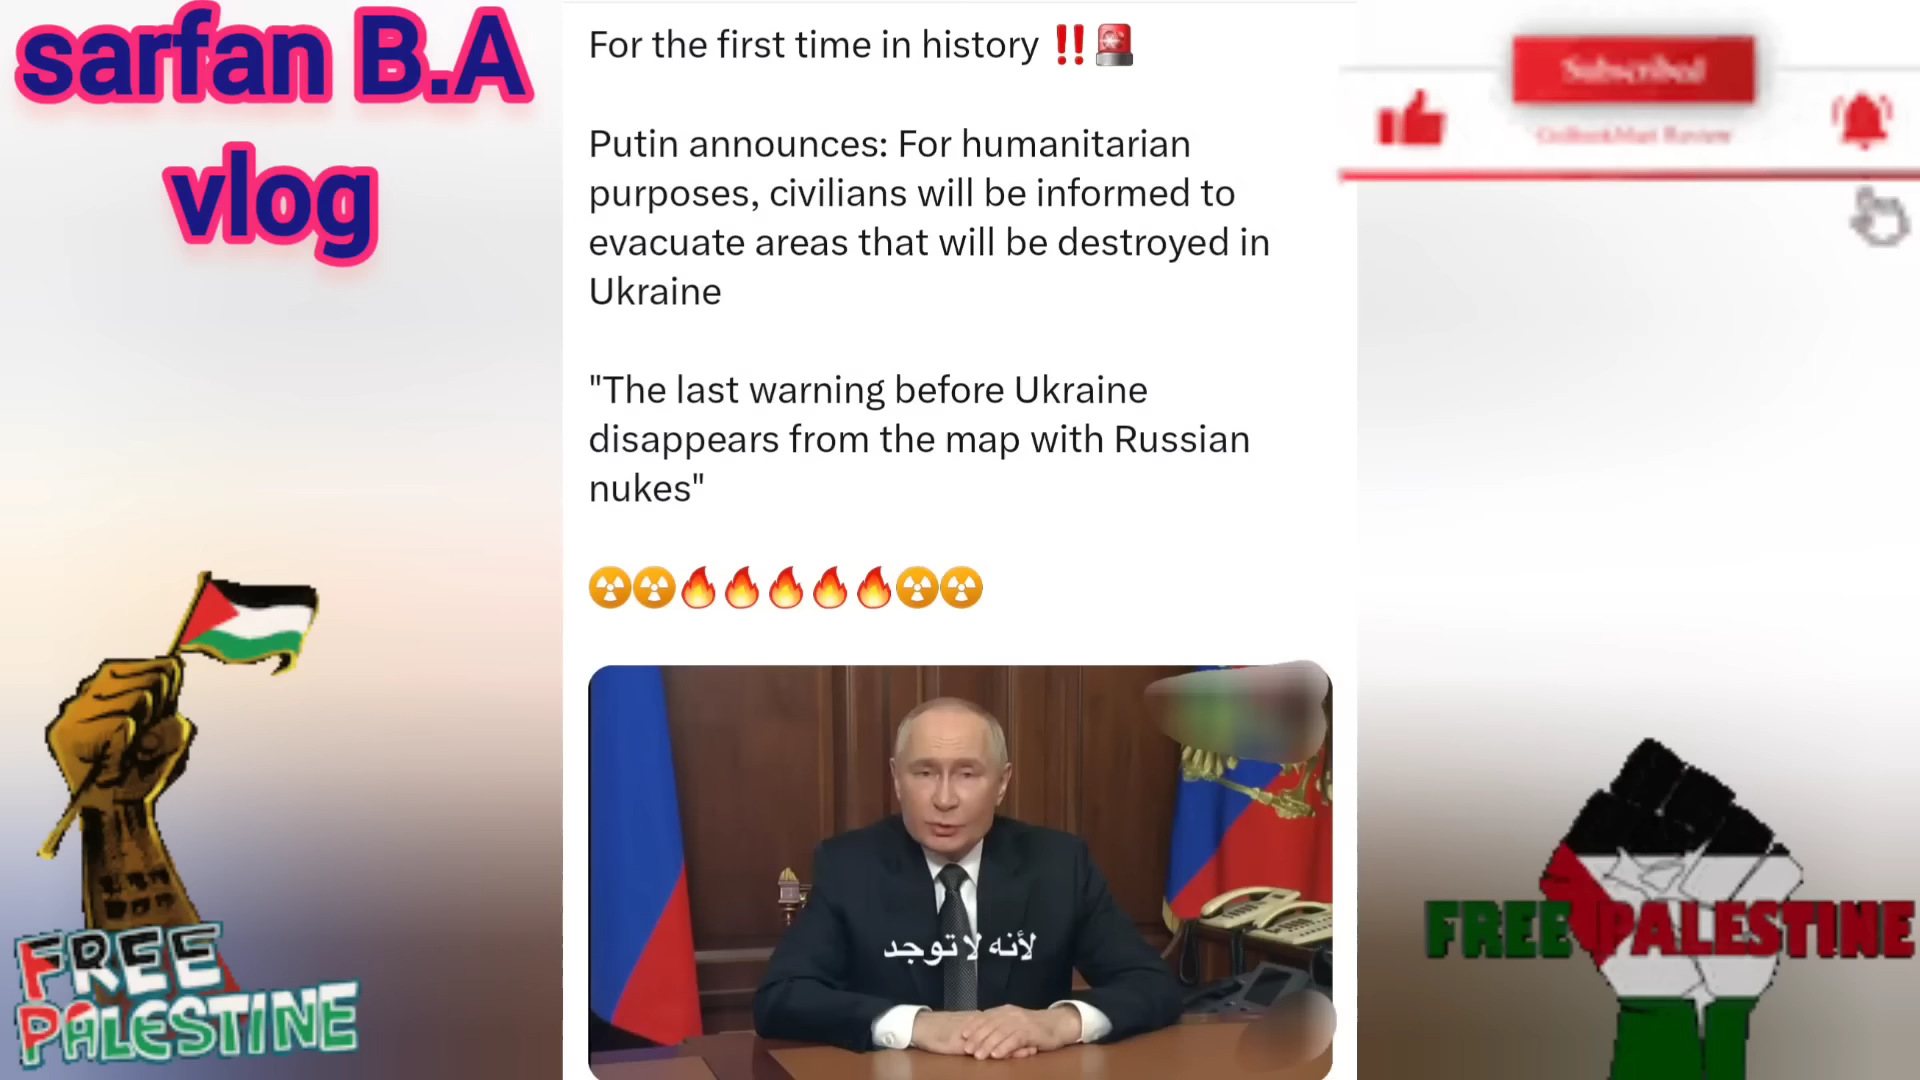 sarfan B.A
vlog
For the first time in history ‼️🚨
Putin announces: For humanitarian
purposes, civilians will be informed to
evacuate areas that will be destroyed in
Ukraine
"The last warning before Ukraine
disappears from the map with Russian
nukes"
☢️☢️🔥🔥🔥🔥🔥☢️☢️
لأنه لا توجد
Subscribed
FREE
PALESTINE
FREE PALESTINE